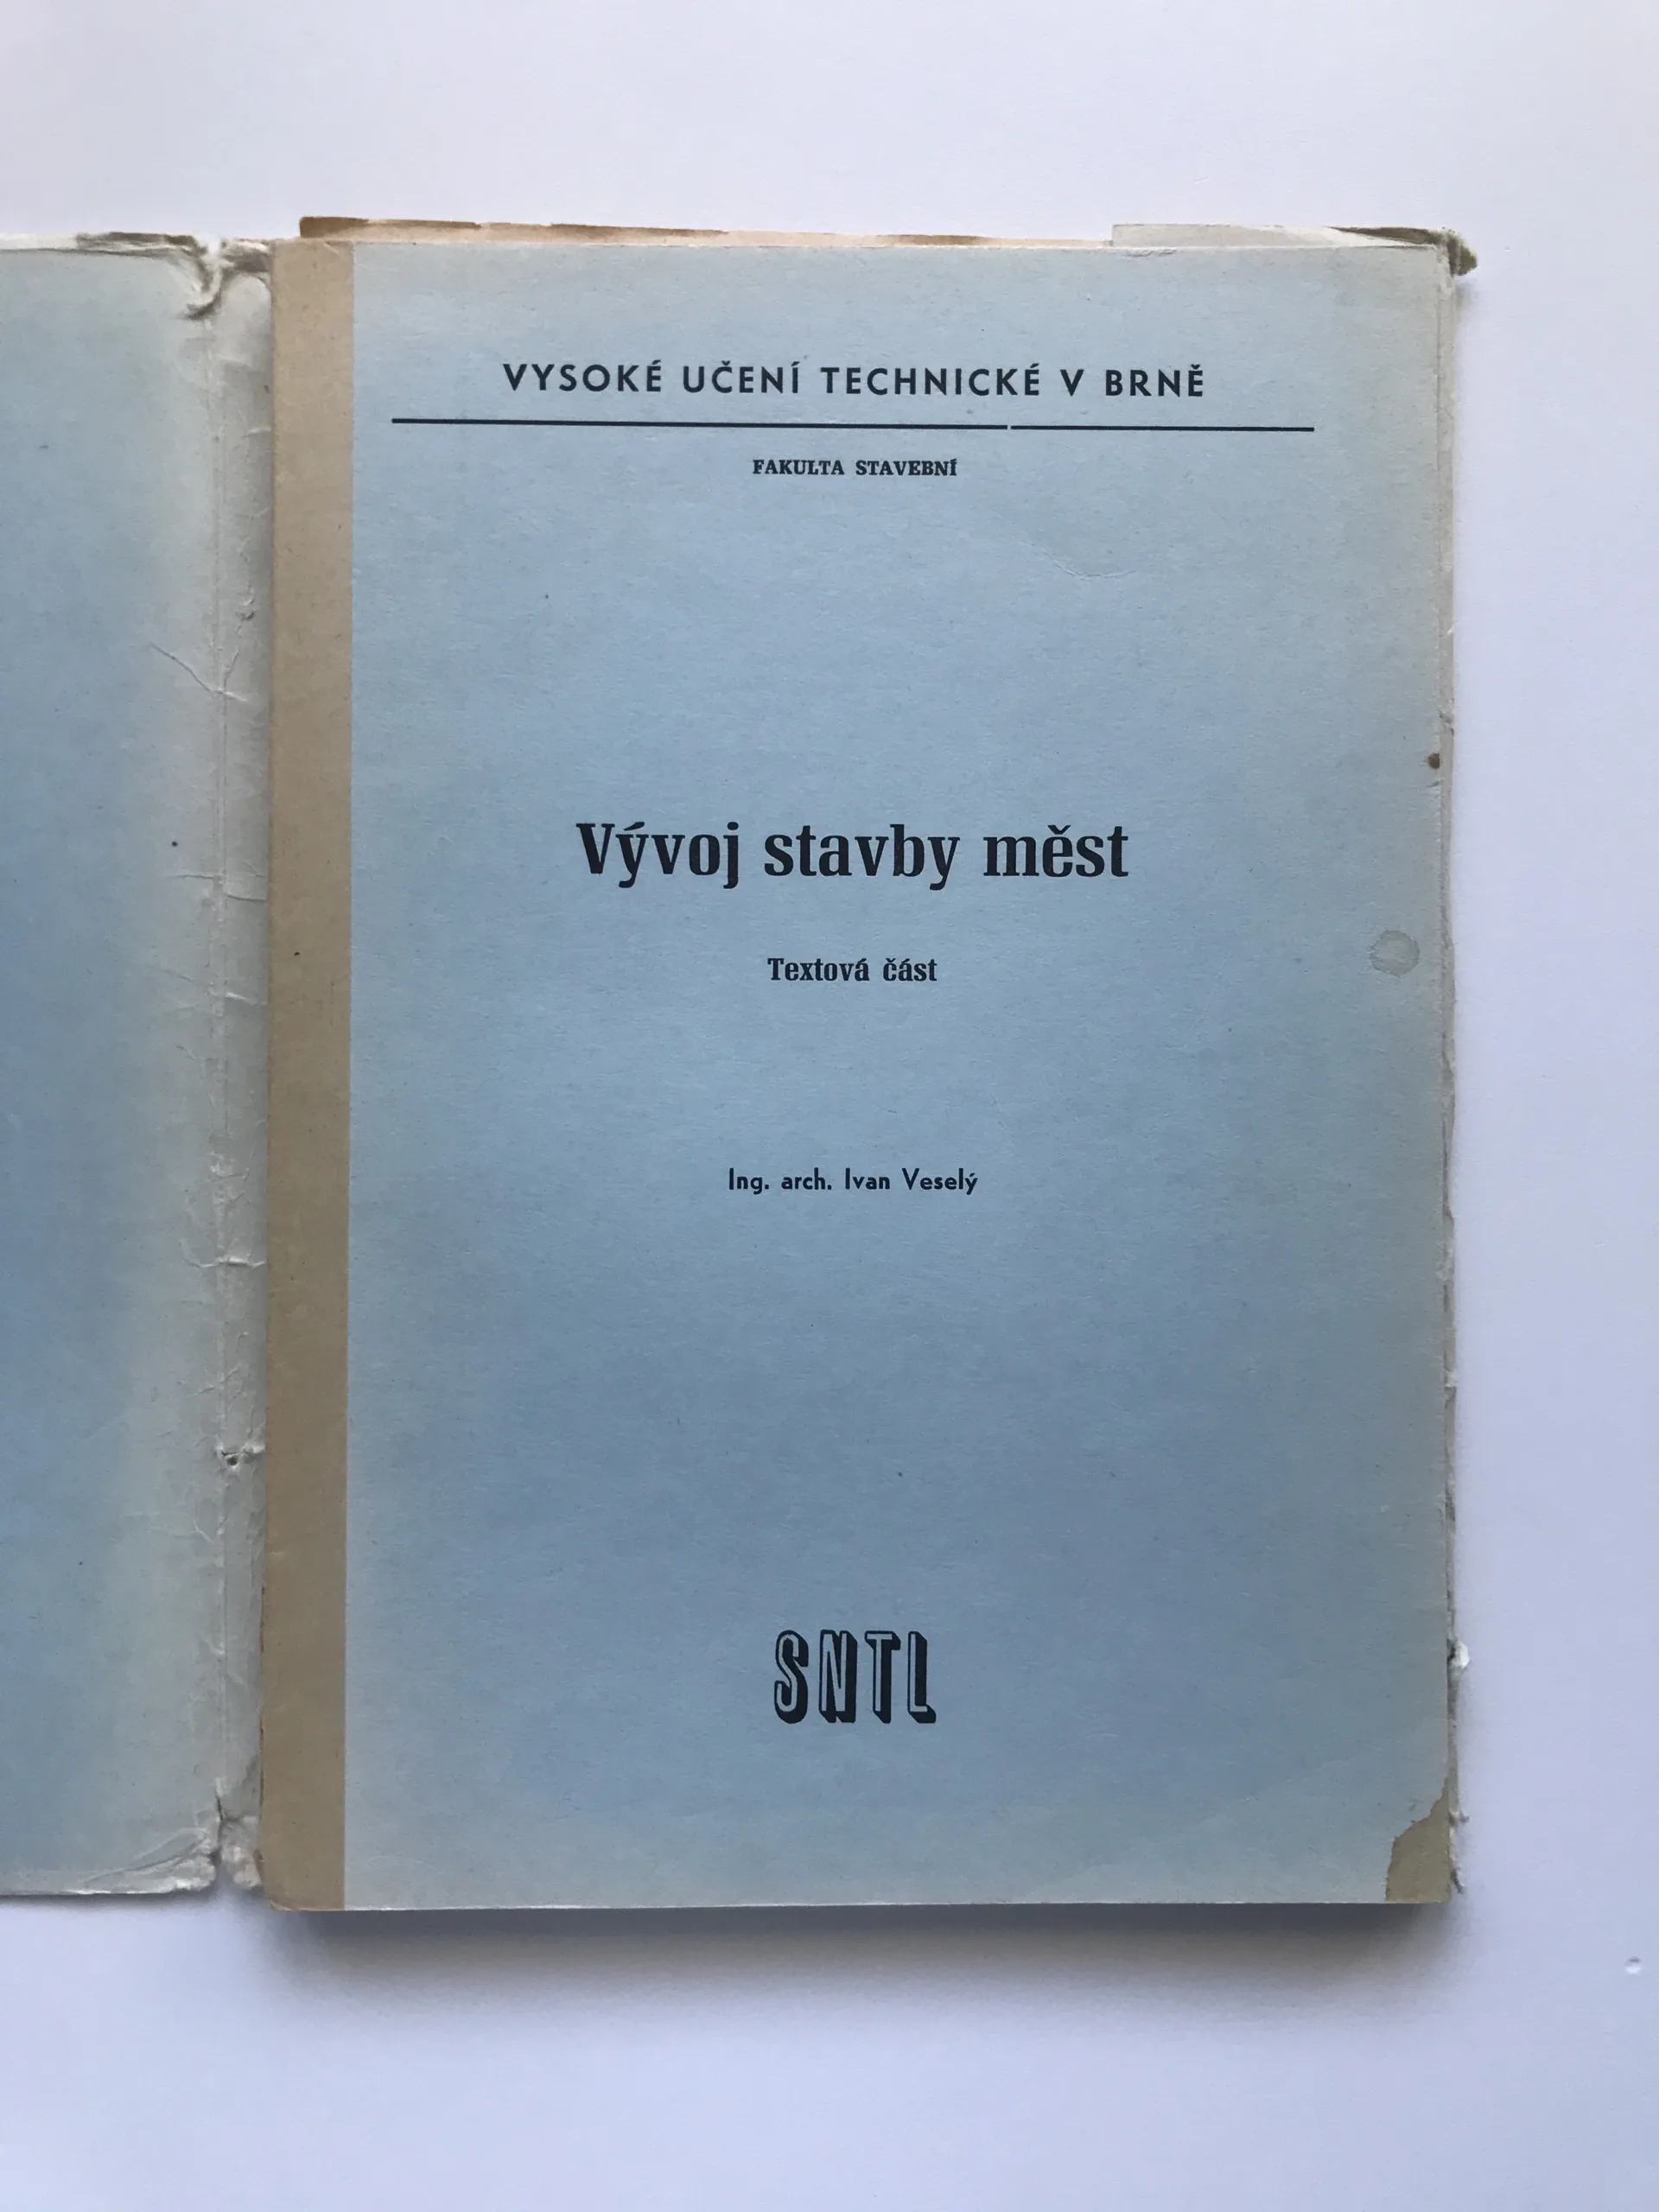 VYSOKÉ UČENÍ TECHNICKÉ V BRNĚ
FAKULTA STAVEBNÍ
Vývoj stavby měst
Textová část
Ing. arch. Ivan Veselý
SNTL